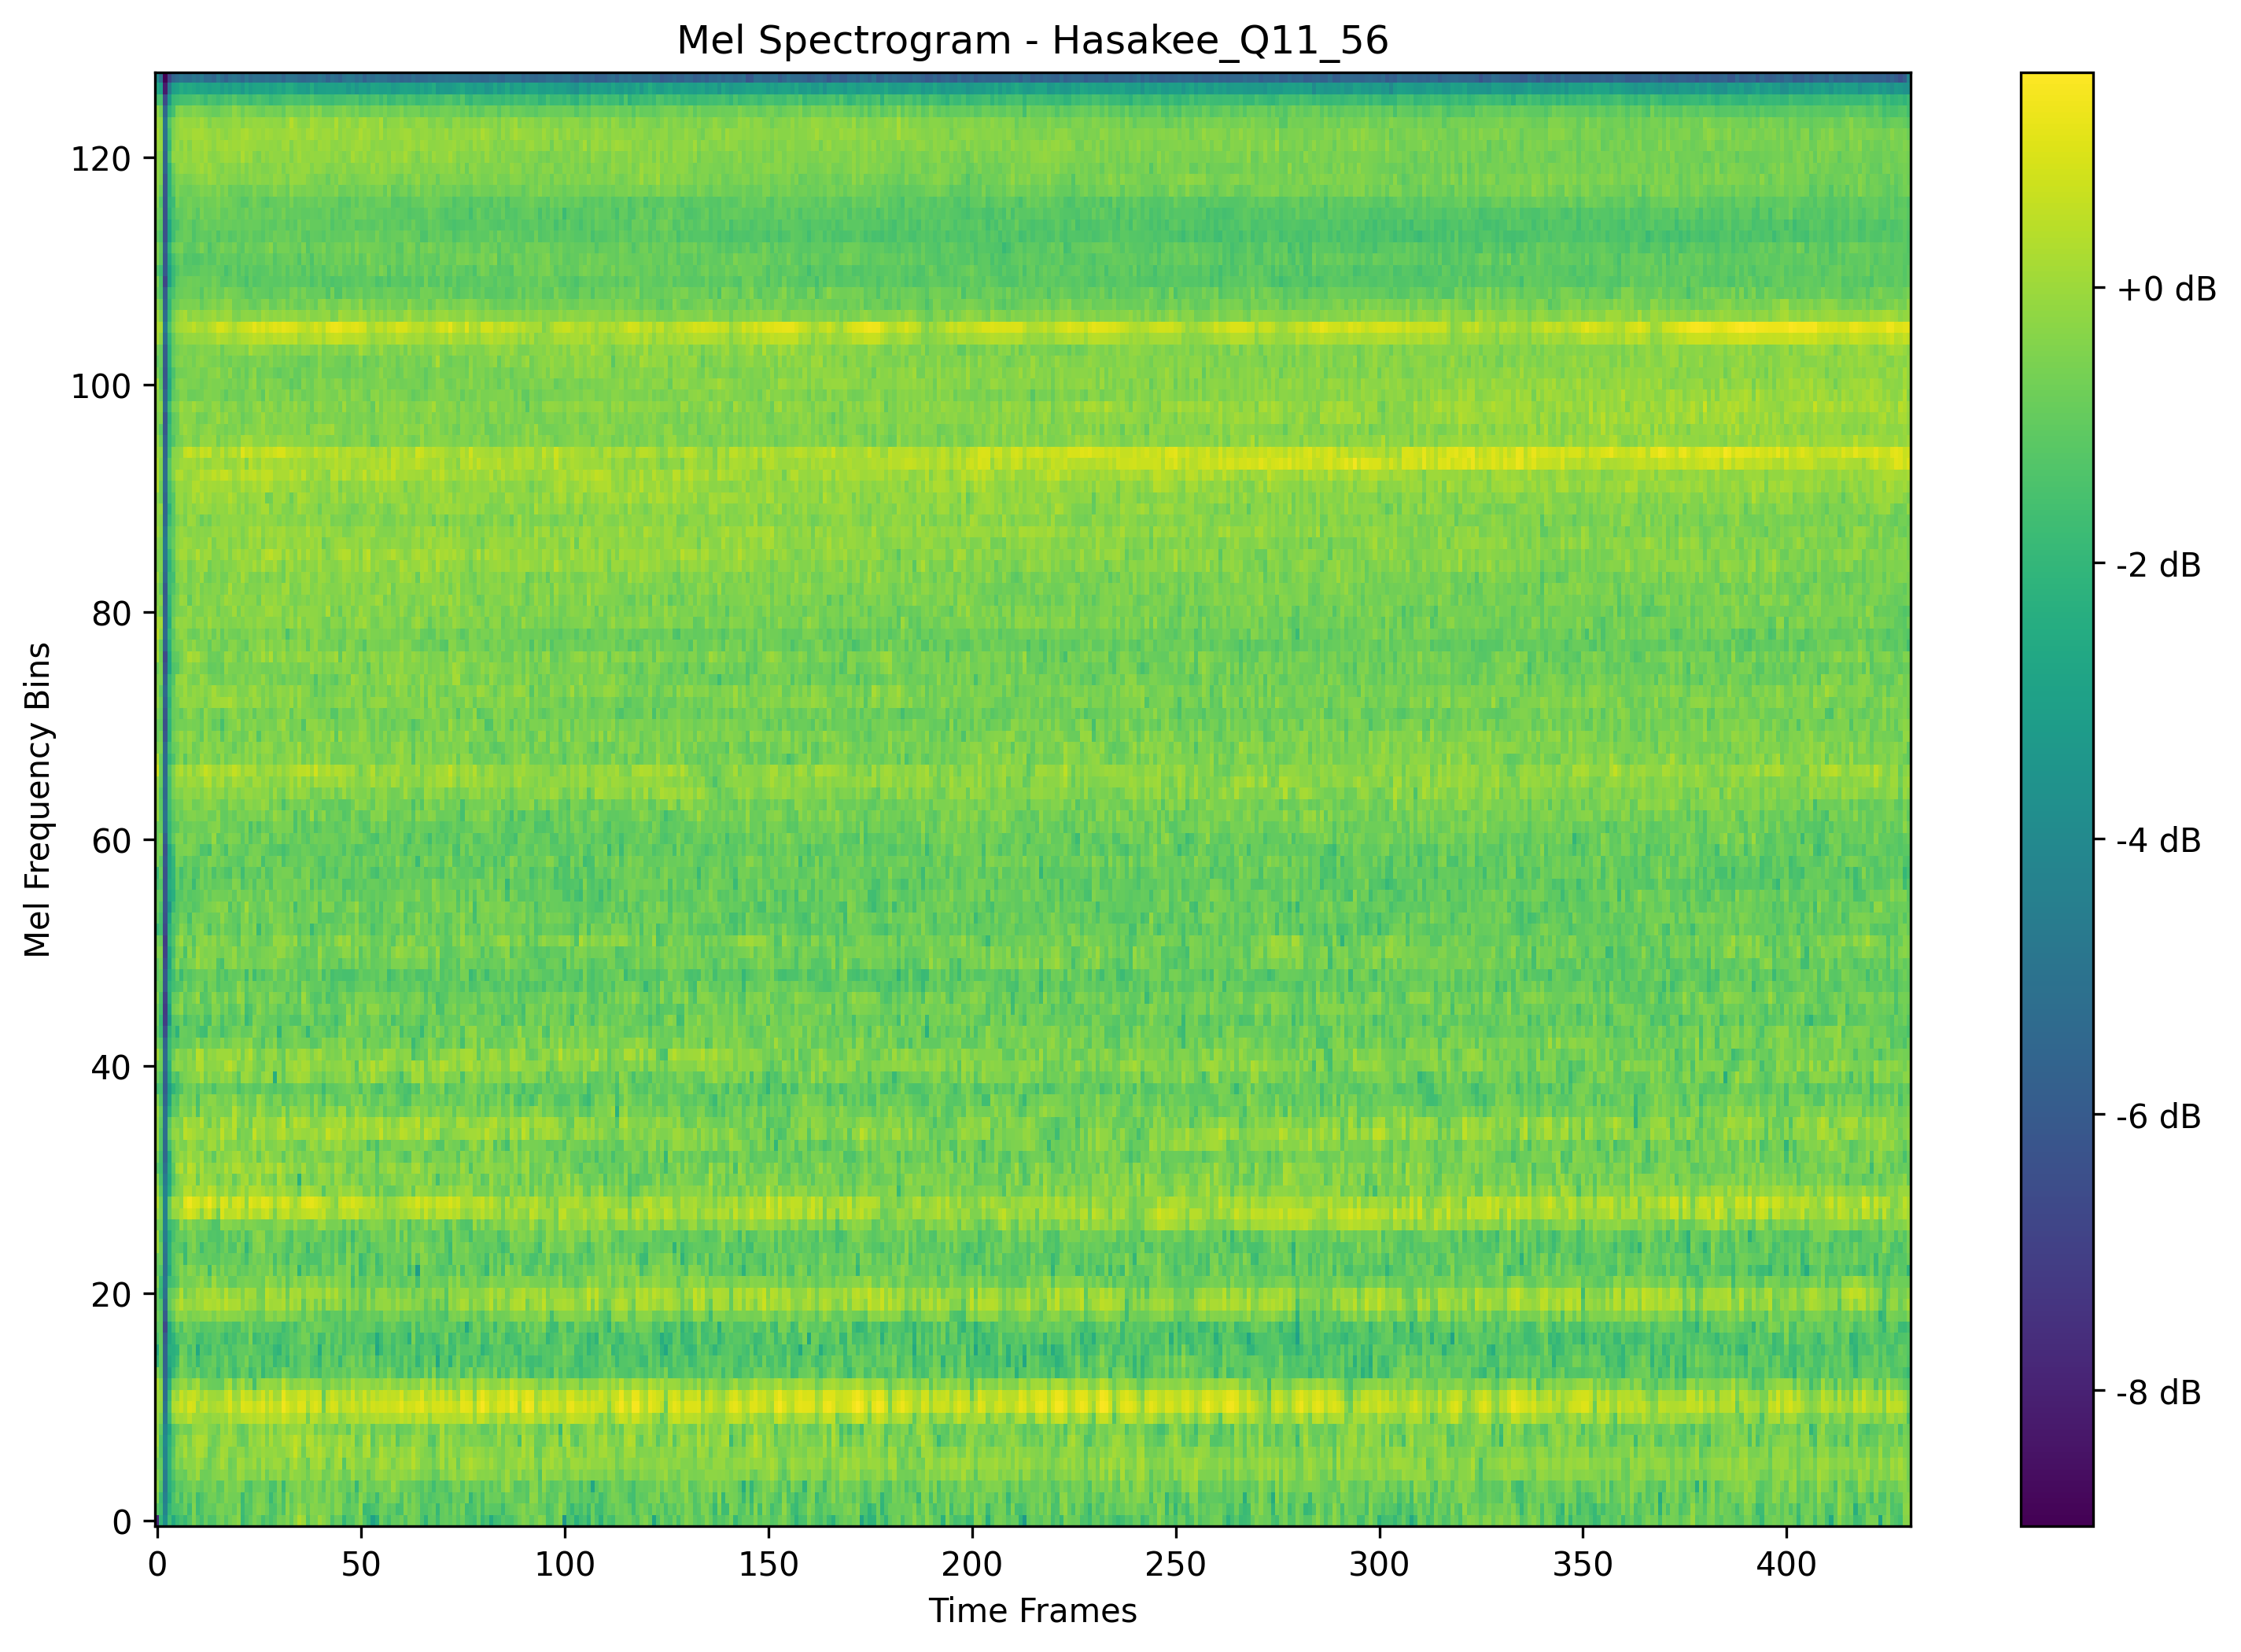 Mel Spectrogram - Hasakee_Q11_56
120
100
80
60
40
20
0
Mel Frequency Bins
0 50 100 150 200 250 300 350 400
Time Frames
+0 dB
-2 dB
-4 dB
-6 dB
-8 dB